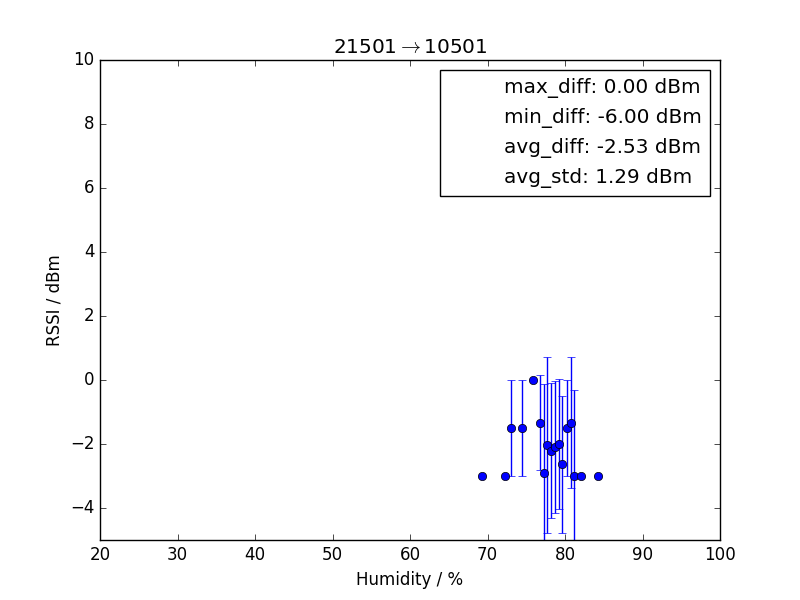 21501→10501
max_diff: 0.00 dBm
min_diff: -6.00 dBm
avg_diff: -2.53 dBm
avg_std: 1.29 dBm
10
8
6
4
2
0
−2
−4
RSSI / dBm
20 30 40 50 60 70 80 90 100
Humidity / %